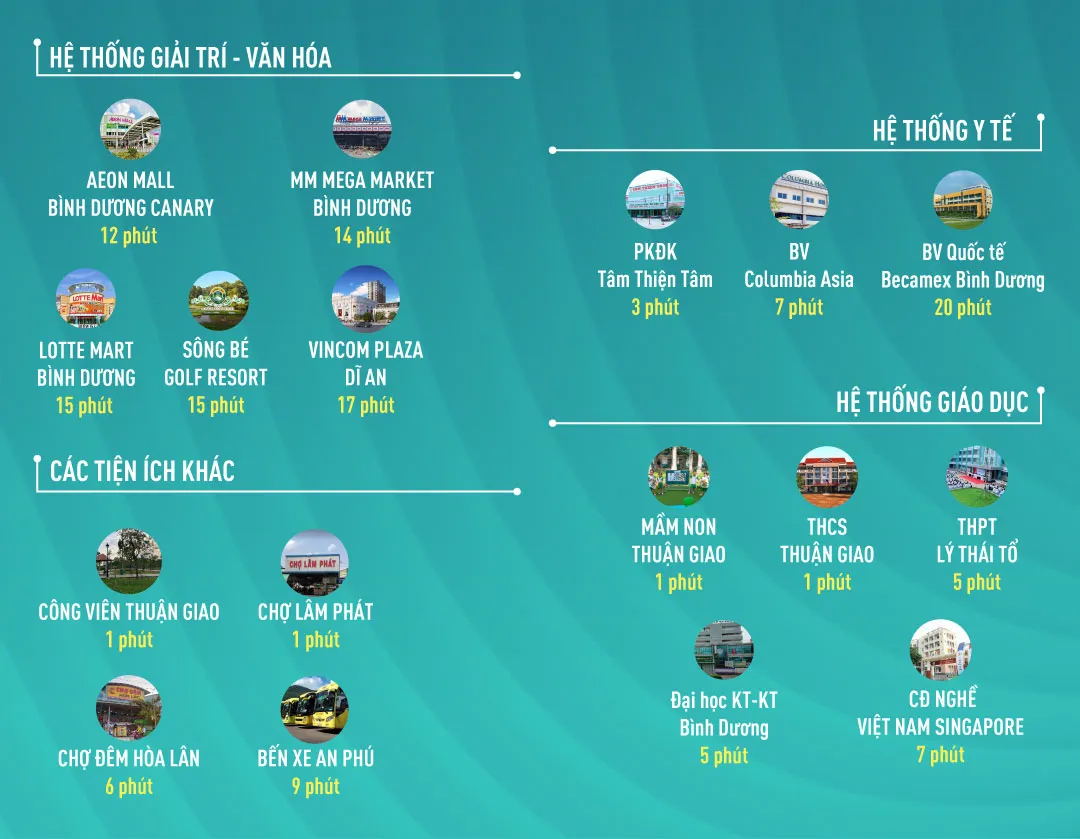 HỆ THỐNG GIẢI TRÍ - VĂN HÓA
AEON MALL
BÌNH DƯƠNG CANARY
12 phút
MM MEGA MARKET
BÌNH DƯƠNG
14 phút
LOTTE MART
BÌNH DƯƠNG
15 phút
SÔNG BÉ
GOLF RESORT
15 phút
VINCOM PLAZA
DĨ AN
17 phút
CÁC TIỆN ÍCH KHÁC
CÔNG VIÊN THUẬN GIAO
1 phút
CHỢ LÂM PHÁT
CHỢ LÂM PHÁT
1 phút
CHỢ ĐÊM HÒA LÂN
6 phút
BẾN XE AN PHÚ
9 phút
HỆ THỐNG Y TẾ
PKĐK
Tâm Thiện Tâm
3 phút
BV
Columbia Asia
7 phút
BV Quốc tế
Becamex Bình Dương
20 phút
HỆ THỐNG GIÁO DỤC
MẦM NON
THUẬN GIAO
1 phút
THCS
THUẬN GIAO
1 phút
THPT
LÝ THÁI TỔ
5 phút
Đại học KT-KT
Bình Dương
5 phút
CĐ NGHỀ
VIỆT NAM SINGAPORE
7 phút